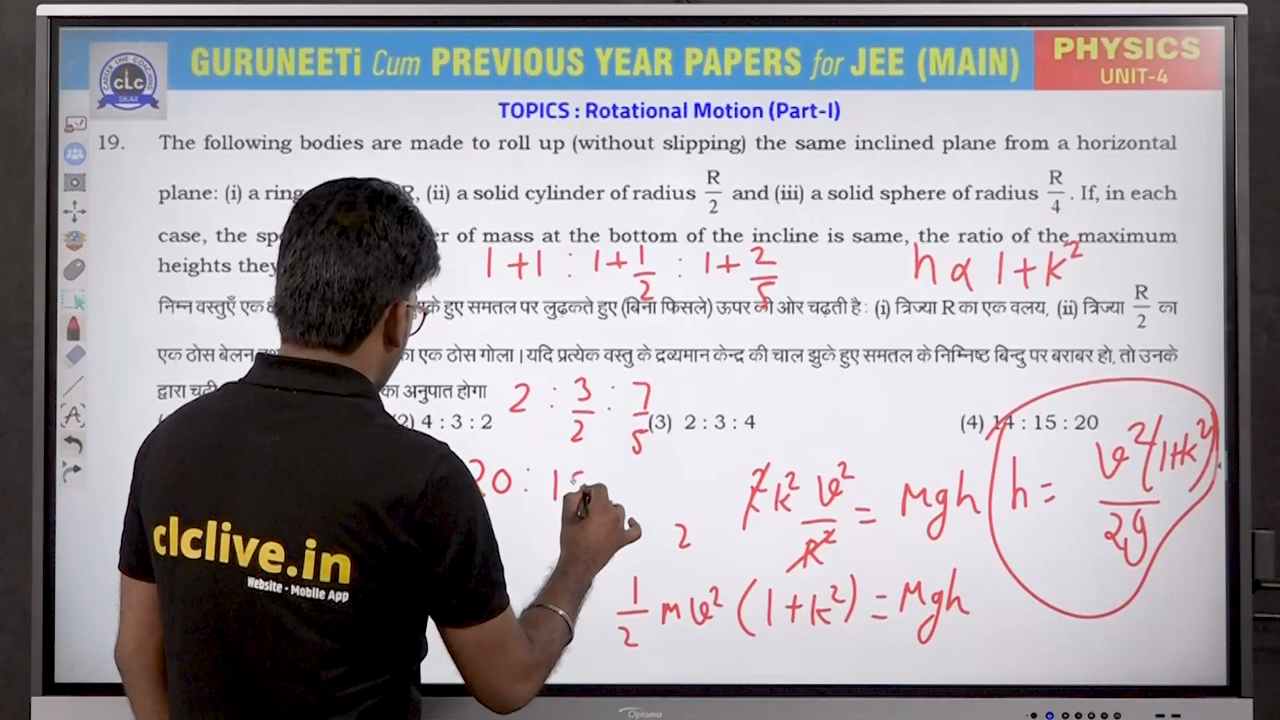 GURUNEETi Cum PREVIOUS YEAR PAPERS for JEE (MAIN)
PHYSICS
UNIT-4
CLC
SIKAR
TOPICS : Rotational Motion (Part-I)
19. The following bodies are made to roll up (without slipping) the same inclined plane from a horizontal
plane: (i) a ring R, (ii) a solid cylinder of radius R/2 and (iii) a solid sphere of radius R/4 . If, in each
case, the of mass at the bottom of the incline is same, the ratio of the maximum
heights they
1+1 : 1+1/2 : 1+2/5
h ∝ 1+k²
निम्न वस्तुएँ एक हुए समतल पर लुढ़कते हुए (बिना फिसले) ऊपर की ओर चढ़ती है : (i) त्रिज्या R का एक वलय, (ii) त्रिज्या R/2 का
एक ठोस बेलन का एक ठोस गोला । यदि प्रत्येक वस्तु के द्रव्यमान केन्द्र की चाल झुके हुए समतल के निम्निष्ठ बिन्दु पर बराबर हो, तो उनके
द्वारा चढ़ी का अनुपात होगा
2 : 3/2 : 7/5
(2) 4 : 3 : 2
(3) 2 : 3 : 4
(4) 14 : 15 : 20
20 : 15
k² v²/R² = Mgh
h = v²(1+k²)/2g
2
1/2 mv² (1+k²) = Mgh
clclive.in
Website - Mobile App
Optoma